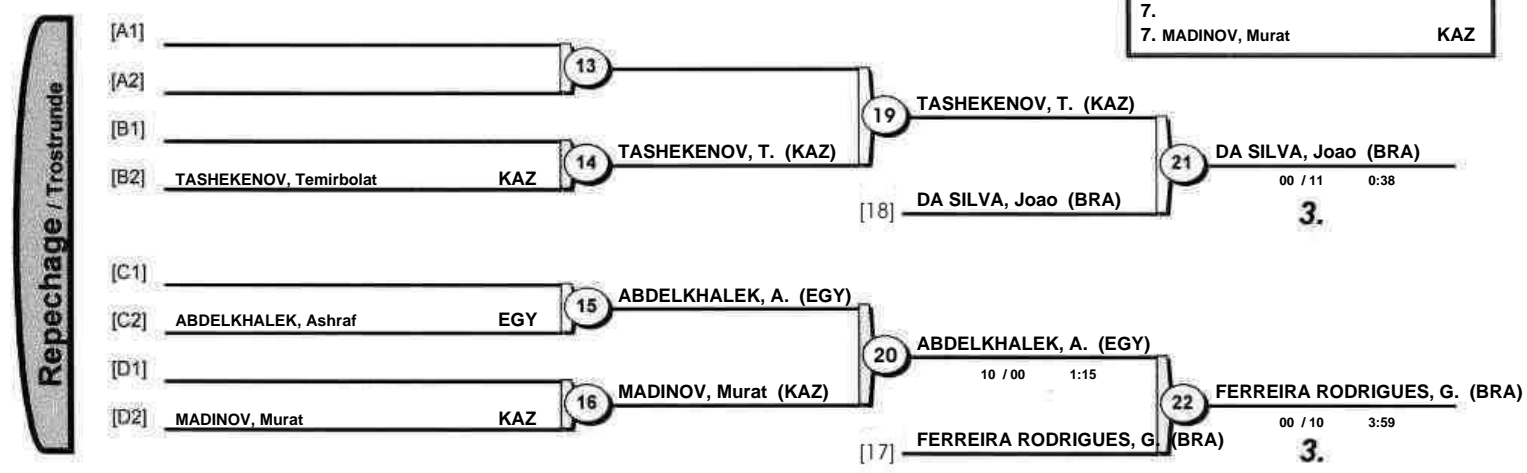 7.
7. MADINOV, Murat KAZ
Repechage / Trostrunde
[A1]
[A2]
13
[B1]
[B2] TASHEKENOV, Temirbolat KAZ
14
TASHEKENOV, T. (KAZ)
19
TASHEKENOV, T. (KAZ)
[18] DA SILVA, Joao (BRA)
21
DA SILVA, Joao (BRA)
00 / 11 0:38
3.
[C1]
[C2] ABDELKHALEK, Ashraf EGY
15
ABDELKHALEK, A. (EGY)
[D1]
[D2] MADINOV, Murat KAZ
16
MADINOV, Murat (KAZ)
20
ABDELKHALEK, A. (EGY)
10 / 00 1:15
[17] FERREIRA RODRIGUES, G. (BRA)
22
FERREIRA RODRIGUES, G. (BRA)
00 / 10 3:59
3.